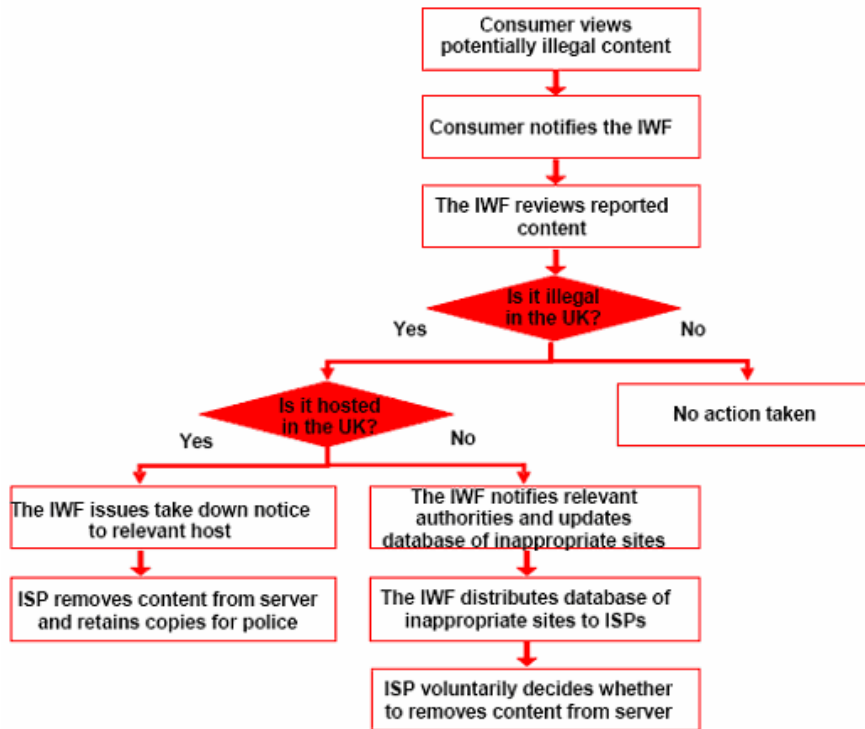 Consumer views
potentially illegal content
Consumer notifies the IWF
The IWF reviews reported
content
Is it illegal
in the UK?
Yes
No
Is it hosted
in the UK?
No action taken
Yes
No
The IWF issues take down notice
to relevant host
The IWF notifies relevant
authorities and updates
database of inappropriate sites
ISP removes content from server
and retains copies for police
The IWF distributes database of
inappropriate sites to ISPs
ISP voluntarily decides whether
to removes content from server